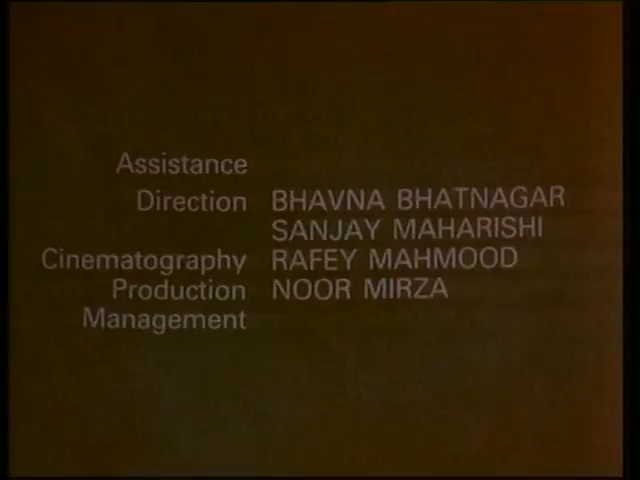 Assistance
Direction BHAVNA BHATNAGAR
SANJAY MAHARISHI
Cinematography RAFEY MAHMOOD
Production NOOR MIRZA
Management